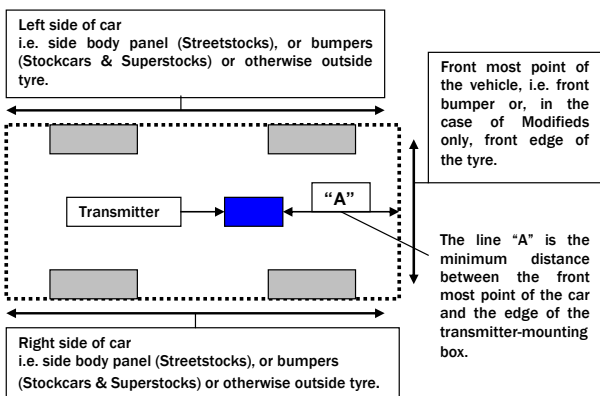 Left side of car
i.e. side body panel (Streetstocks), or bumpers
(Stockcars & Superstocks) or otherwise outside
tyre.
Front most point of
the vehicle, i.e. front
bumper or, in the
case of Modifieds
only, front edge of
the tyre.
Transmitter
"A"
The line "A" is the
minimum distance
between the front
most point of the car
and the edge of the
transmitter-mounting
box.
Right side of car
i.e. side body panel (Streetstocks), or bumpers
(Stockcars & Superstocks) or otherwise outside tyre.